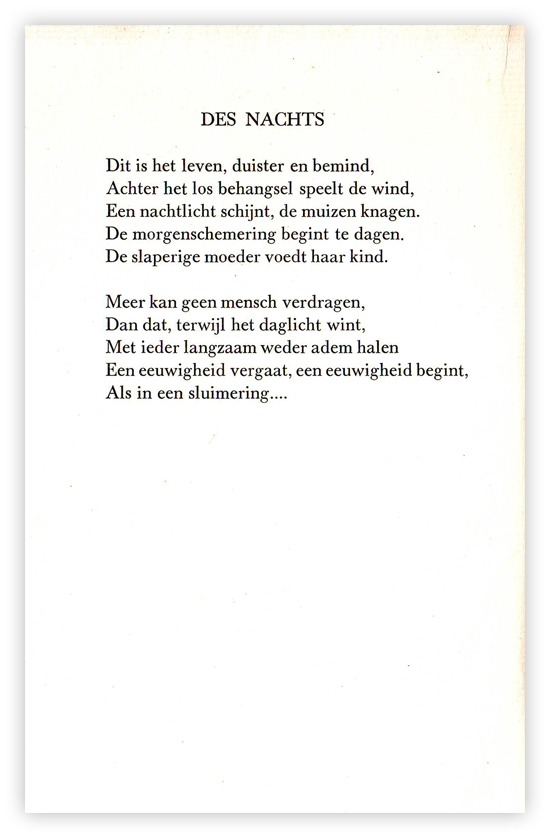 DES NACHTS
Dit is het leven, duister en bemind,
Achter het los behangsel speelt de wind,
Een nachtlicht schijnt, de muizen knagen.
De morgenschemering begint te dagen.
De slaperige moeder voedt haar kind.
Meer kan geen mensch verdragen,
Dan dat, terwijl het daglicht wint,
Met ieder langzaam weder adem halen
Een eeuwigheid vergaat, een eeuwigheid begint,
Als in een sluimering....